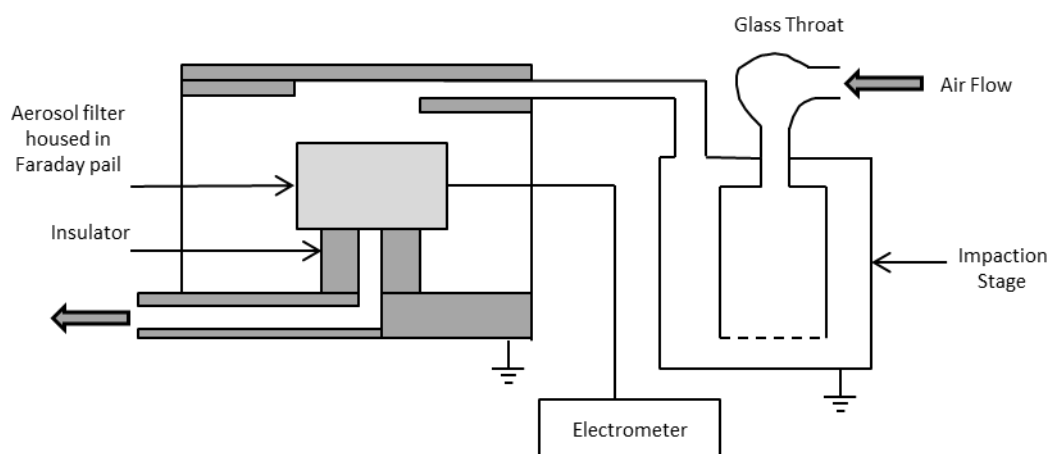 Glass Throat
Air Flow
Aerosol filter
housed in
Faraday pail
Insulator
Impaction
Stage
Electrometer